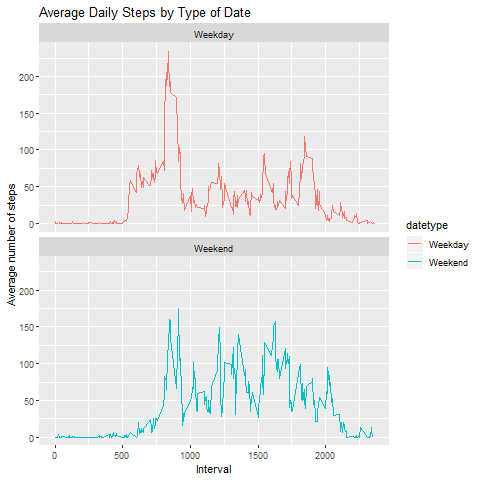 Average Daily Steps by Type of Date
Weekday
200
150
100
50
0
Weekend
200
150
100
50
0
Average number of steps
0
500
1000
1500
2000
Interval
datetype
Weekday
Weekend